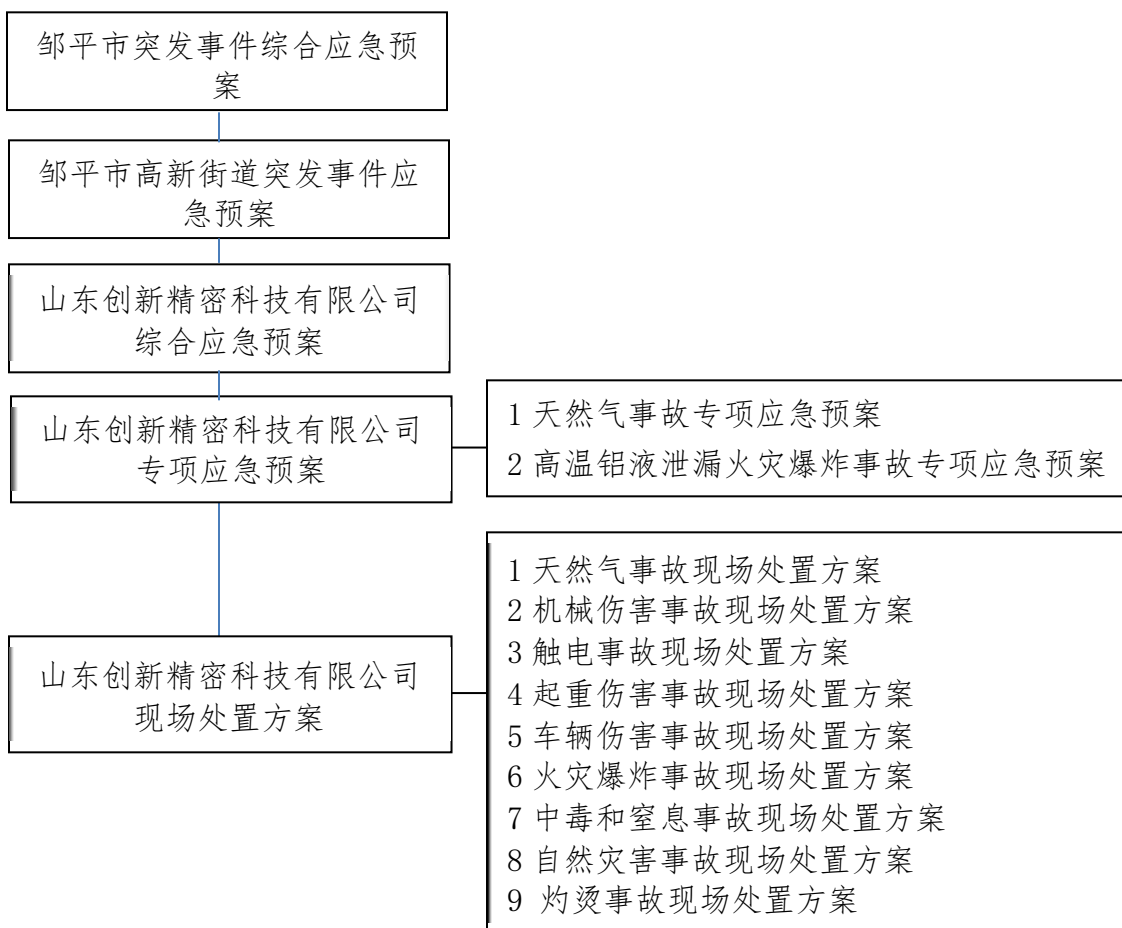 邹平市突发事件综合应急预
案
邹平市高新街道突发事件应
急预案
山东创新精密科技有限公司
综合应急预案
山东创新精密科技有限公司
专项应急预案
1 天然气事故专项应急预案
2 高温铝液泄漏火灾爆炸事故专项应急预案
山东创新精密科技有限公司
现场处置方案
1 天然气事故现场处置方案
2 机械伤害事故现场处置方案
3 触电事故现场处置方案
4 起重伤害事故现场处置方案
5 车辆伤害事故现场处置方案
6 火灾爆炸事故现场处置方案
7 中毒和窒息事故现场处置方案
8 自然灾害事故现场处置方案
9 灼烫事故现场处置方案